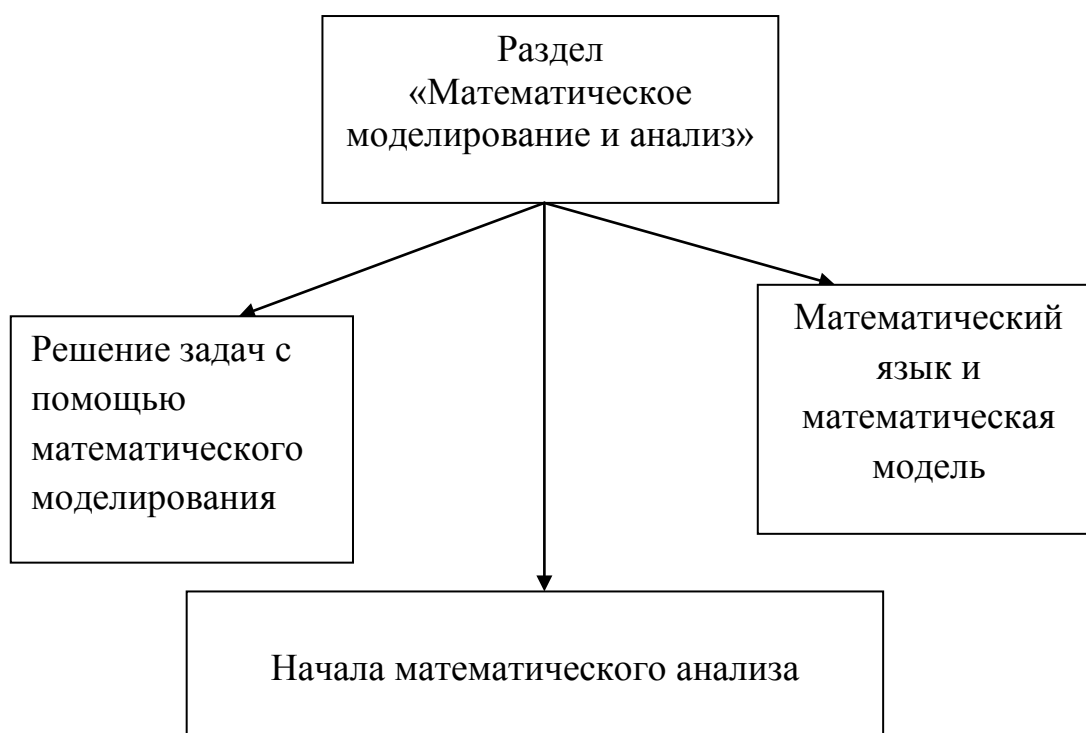 Раздел
«Математическое
моделирование и анализ»
Решение задач с
помощью
математического
моделирования
Математический
язык и
математическая
модель
Начала математического анализа